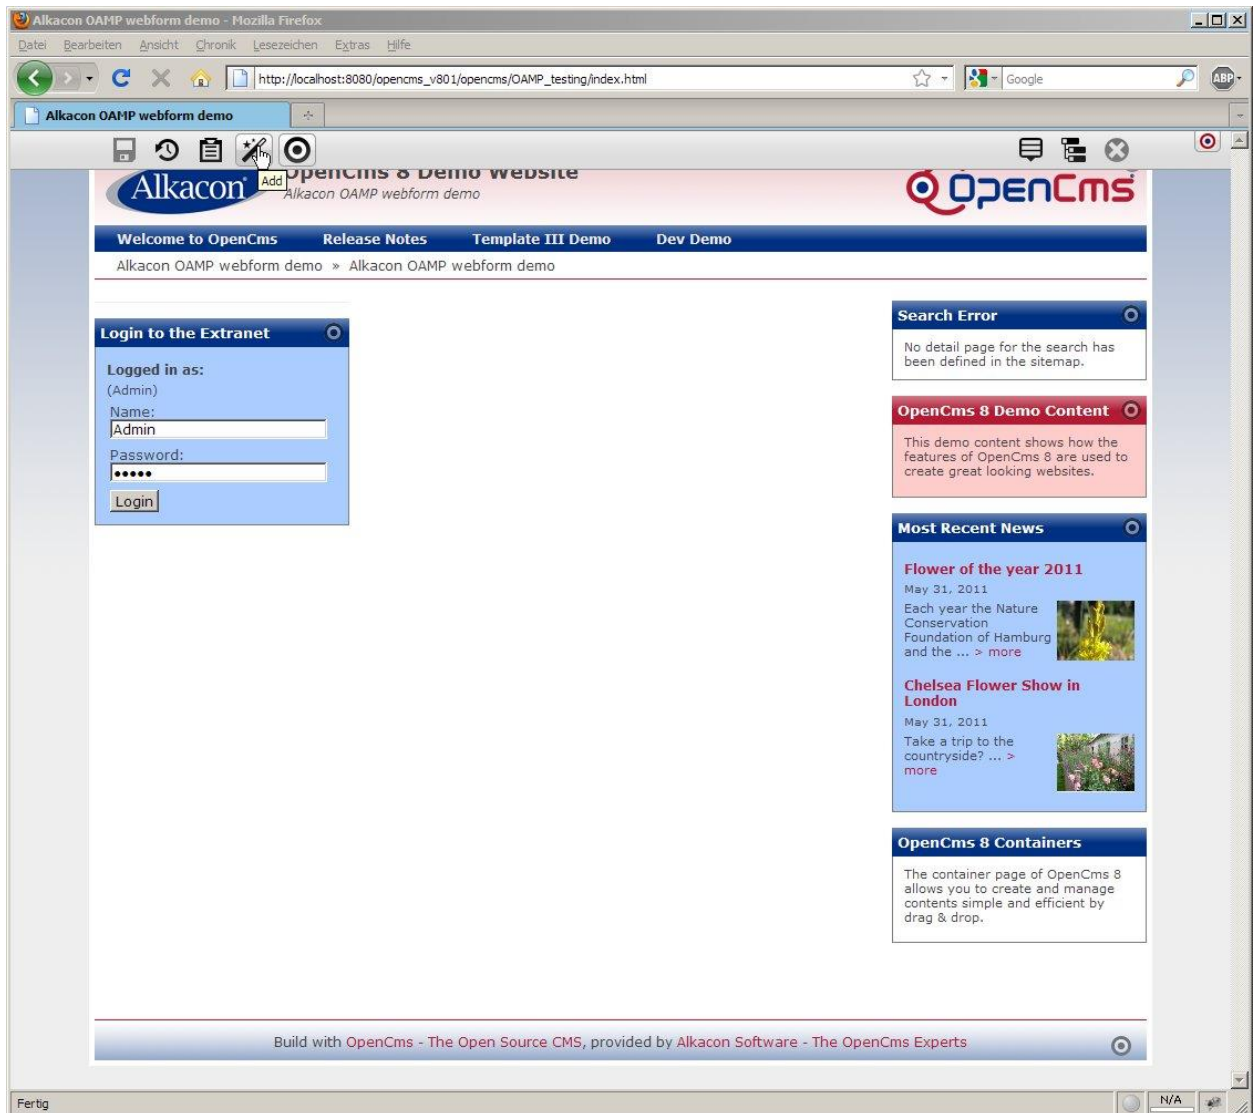 Alkacon OAMP webform demo - Mozilla Firefox
Datei Bearbeiten Ansicht Chronik Lesezeichen Extras Hilfe
http://localhost:8080/opencms_v801/opencms/OAMP_testing/index.html
Google
ABP
Alkacon OAMP webform demo
Add
Alkacon
OpenCms 8 Demo Website
Alkacon OAMP webform demo
OpenCms
Welcome to OpenCms Release Notes Template III Demo Dev Demo
Alkacon OAMP webform demo » Alkacon OAMP webform demo
Login to the Extranet
Logged in as:
(Admin)
Name:
Admin
Password:
•••••
Login
Search Error
No detail page for the search has
been defined in the sitemap.
OpenCms 8 Demo Content
This demo content shows how the
features of OpenCms 8 are used to
create great looking websites.
Most Recent News
Flower of the year 2011
May 31, 2011
Each year the Nature
Conservation
Foundation of Hamburg
and the ... > more
Chelsea Flower Show in
London
May 31, 2011
Take a trip to the
countryside? ... >
more
OpenCms 8 Containers
The container page of OpenCms 8
allows you to create and manage
contents simple and efficient by
drag & drop.
Build with OpenCms - The Open Source CMS, provided by Alkacon Software - The OpenCms Experts
Fertig
N/A